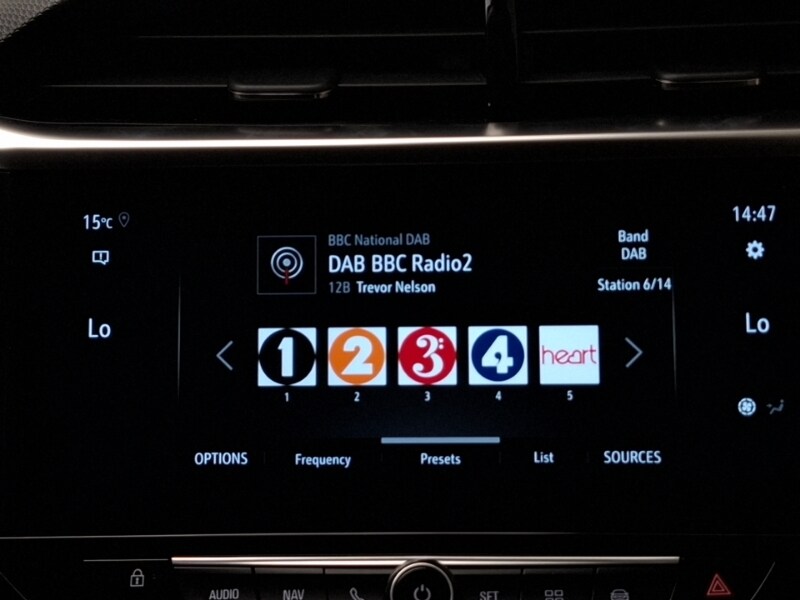 15°C
14:47
BBC National DAB
DAB BBC Radio2
12B Trevor Nelson
Band
DAB
Station 6/14
Lo
Lo
1 2 3: 4 heart
1 2 3 4 5
OPTIONS Frequency Presets List SOURCES
AUDIO NAV SET